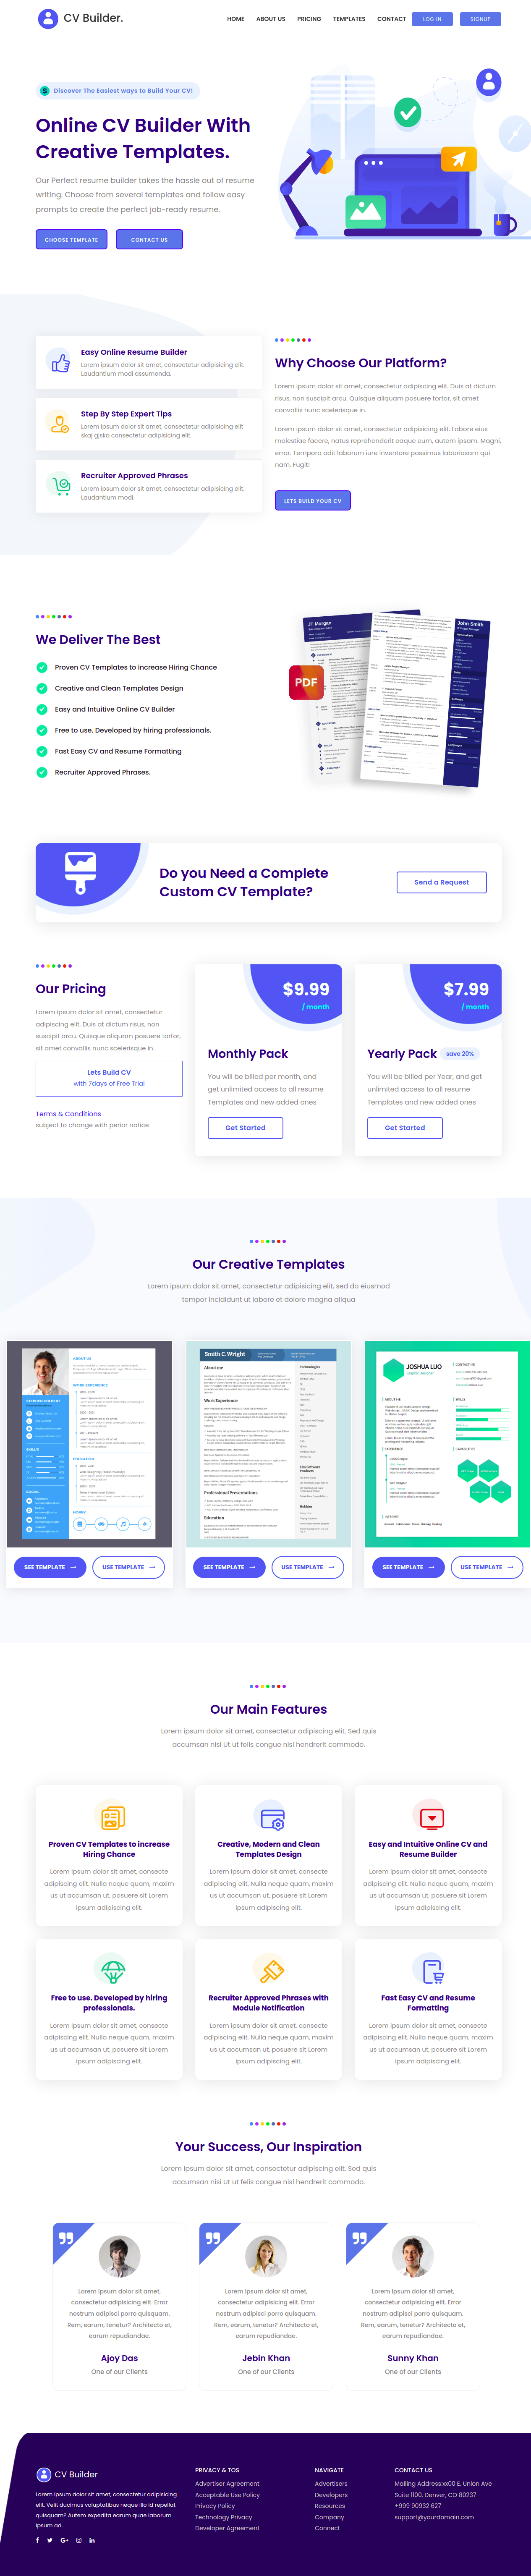 CV Builder.
HOME ABOUT US PRICING TEMPLATES CONTACT LOG IN SIGNUP
Discover The Easiest ways to Build Your CV!
Online CV Builder With
Creative Templates.
Our Perfect resume builder takes the hassle out of resume
writing. Choose from several templates and follow easy
prompts to create the perfect job-ready resume.
CHOOSE TEMPLATE CONTACT US
Easy Online Resume Builder
Lorem ipsum dolor sit amet, consectetur adipisicing elit.
Laudantium modi assumenda.
Step By Step Expert Tips
Lorem ipsum dolor sit amet, consectetur adipisicing elit
skaj gjska consectetur adipisicing elit.
Recruiter Approved Phrases
Lorem ipsum dolor sit amet, consectetur adipisicing elit.
Laudantium modi.
Why Choose Our Platform?
Lorem ipsum dolor sit amet, consectetur adipiscing elit. Duis at dictum
risus, non suscipit arcu. Quisque aliquam posuere tortor, sit amet
convallis nunc scelerisque in.
Lorem ipsum dolor sit amet, consectetur adipisicing elit. Labore eius
molestiae facere, natus reprehenderit eaque eum, autem ipsam. Magni,
error. Tempora odit laborum iure inventore possimus laboriosam qui
nam. Fugit!
LETS BUILD YOUR CV
We Deliver The Best
Proven CV Templates to increase Hiring Chance
Creative and Clean Templates Design
Easy and Intuitive Online CV Builder
Free to use. Developed by hiring professionals.
Fast Easy CV and Resume Formatting
Recruiter Approved Phrases.
Jill Morgan
John Smith
PDF
Do you Need a Complete
Custom CV Template?
Send a Request
Our Pricing
Lorem ipsum dolor sit amet, consectetur
adipiscing elit. Duis at dictum risus, non
suscipit arcu. Quisque aliquam posuere tortor,
sit amet convallis nunc scelerisque in.
Lets Build CV
with 7days of Free Trial
Terms & Conditions
subject to change with perior notice
$9.99
/ month
Monthly Pack
You will be billed per month, and
get unlimited access to all resume
Templates and new added ones
Get Started
$7.99
/ month
Yearly Pack save 20%
You will be billed per Year, and get
unlimited access to all resume
Templates and new added ones
Get Started
Our Creative Templates
Lorem ipsum dolor sit amet, consectetur adipisicing elit, sed do eiusmod
tempor incididunt ut labore et dolore magna aliqua
ABOUT US
STEPHEN COLBERT
WORK EXPERIENCE
EDUCATION
SKILLS
SOCIAL
HOBBY
Smith C. Wright
About me
Work Experience
Professional Presentations
Education
Technologies
Products
Hobbies
JOSHUA LUO
Graphic Designer
CONTACT ME
ABOUT ME
SKILLS
EXPERIENCE
CAPABILITIES
INTEREST
SEE TEMPLATE USE TEMPLATE
SEE TEMPLATE USE TEMPLATE
SEE TEMPLATE USE TEMPLATE
Our Main Features
Lorem ipsum dolor sit amet, consectetur adipiscing elit. Sed quis
accumsan nisi Ut ut felis congue nisl hendrerit commodo.
Proven CV Templates to increase
Hiring Chance
Lorem ipsum dolor sit amet, consecte
adipiscing elit. Nulla neque quam, maxim
us ut accumsan ut, posuere sit Lorem
ipsum adipiscing elit.
Creative, Modern and Clean
Templates Design
Lorem ipsum dolor sit amet, consecte
adipiscing elit. Nulla neque quam, maxim
us ut accumsan ut, posuere sit Lorem
ipsum adipiscing elit.
Easy and Intuitive Online CV and
Resume Builder
Lorem ipsum dolor sit amet, consecte
adipiscing elit. Nulla neque quam, maxim
us ut accumsan ut, posuere sit Lorem
ipsum adipiscing elit.
Free to use. Developed by hiring
professionals.
Lorem ipsum dolor sit amet, consecte
adipiscing elit. Nulla neque quam, maxim
us ut accumsan ut, posuere sit Lorem
ipsum adipiscing elit.
Recruiter Approved Phrases with
Module Notification
Lorem ipsum dolor sit amet, consecte
adipiscing elit. Nulla neque quam, maxim
us ut accumsan ut, posuere sit Lorem
ipsum adipiscing elit.
Fast Easy CV and Resume
Formatting
Lorem ipsum dolor sit amet, consecte
adipiscing elit. Nulla neque quam, maxim
us ut accumsan ut, posuere sit Lorem
ipsum adipiscing elit.
Your Success, Our Inspiration
Lorem ipsum dolor sit amet, consectetur adipiscing elit. Sed quis
accumsan nisi Ut ut felis congue nisl hendrerit commodo.
Lorem ipsum dolor sit amet,
consectetur adipisicing elit. Error
nostrum adipisci porro quisquam.
Rem, earum, tenetur? Architecto et,
earum repudiandae.
Ajoy Das
One of our Clients
Lorem ipsum dolor sit amet,
consectetur adipisicing elit. Error
nostrum adipisci porro quisquam.
Rem, earum, tenetur? Architecto et,
earum repudiandae.
Jebin Khan
One of our Clients
Lorem ipsum dolor sit amet,
consectetur adipisicing elit. Error
nostrum adipisci porro quisquam.
Rem, earum, tenetur? Architecto et,
earum repudiandae.
Sunny Khan
One of our Clients
CV Builder
Lorem ipsum dolor sit amet, consectetur adipisicing
elit. Velit ducimus voluptatibus neque illo id repellat
quisquam? Autem expedita earum quae laborum
ipsum ad.
PRIVACY & TOS
Advertiser Agreement
Acceptable Use Policy
Privacy Policy
Technology Privacy
Developer Agreement
NAVIGATE
Advertisers
Developers
Resources
Company
Connect
CONTACT US
Mailing Address:xx00 E. Union Ave
Suite 1100. Denver, CO 80237
+999 90932 627
support@yourdomain.com